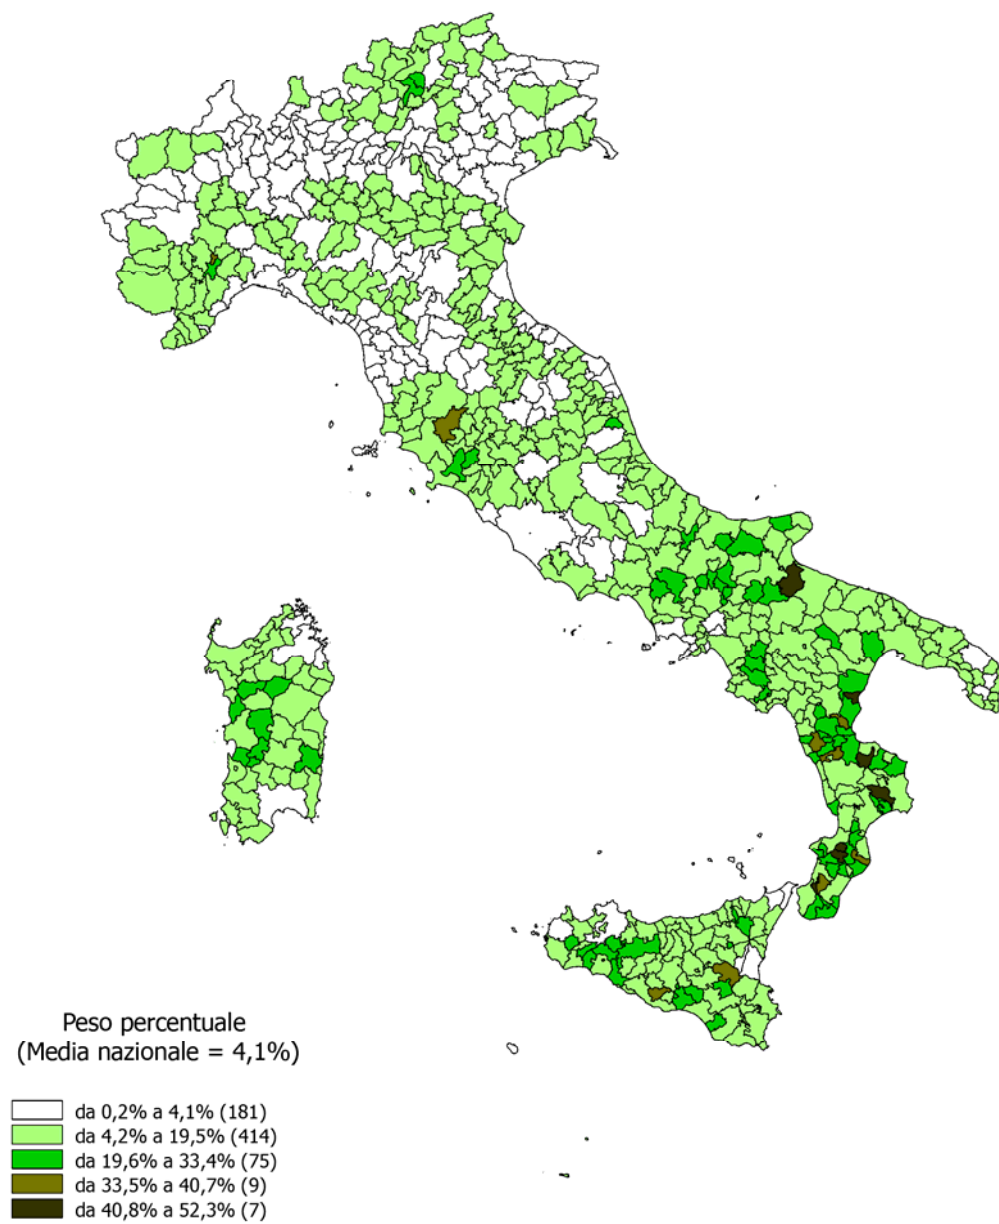 Peso percentuale
(Media nazionale = 4,1%)
da 0,2% a 4,1% (181)
da 4,2% a 19,5% (414)
da 19,6% a 33,4% (75)
da 33,5% a 40,7% (9)
da 40,8% a 52,3% (7)